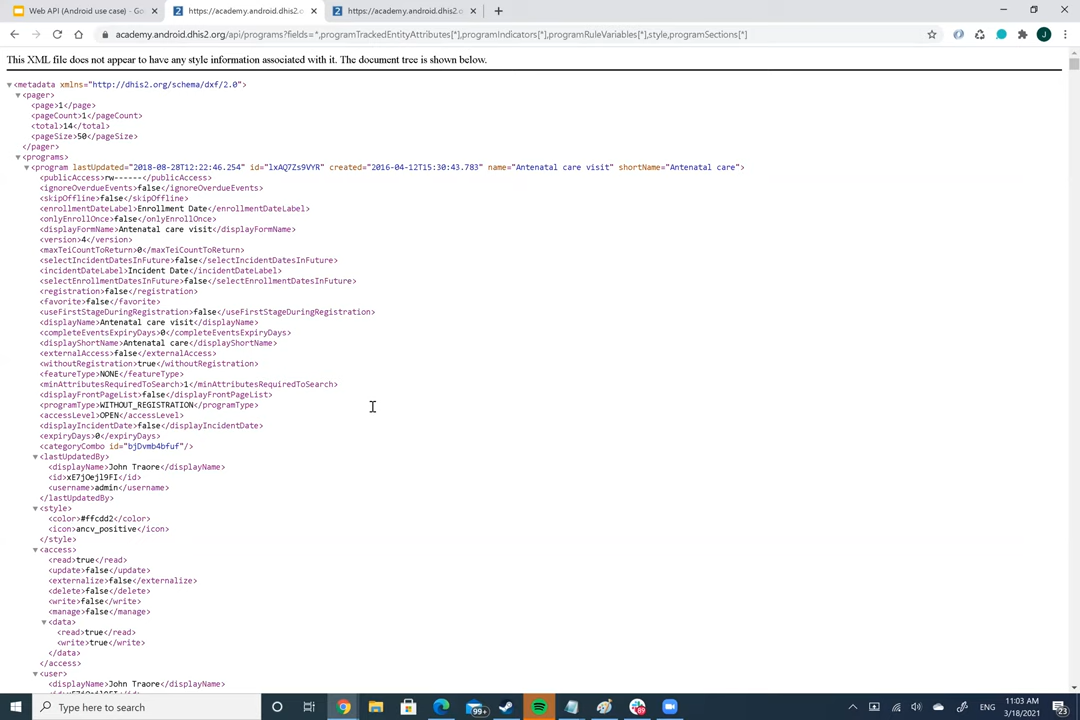 Web API (Android use case) - Go
https://academy.android.dhis2.o
https://academy.android.dhis2.o
academy.android.dhis2.org/api/programs?fields=*,programTrackedEntityAttributes[*],programIndicators[*],programRuleVariables[*],style,programSections[*]
J
This XML file does not appear to have any style information associated with it. The document tree is shown below.
▼<metadata xmlns="http://dhis2.org/schema/dxf/2.0">
▼<pager>
<page>1</page>
<pageCount>1</pageCount>
<total>14</total>
<pageSize>50</pageSize>
</pager>
▼<programs>
▼<program lastUpdated="2018-08-28T12:22:46.254" id="lxAQ7Zs9VYR" created="2016-04-12T15:30:43.783" name="Antenatal care visit" shortName="Antenatal care">
<publicAccess>rw------</publicAccess>
<ignoreOverdueEvents>false</ignoreOverdueEvents>
<skipOffline>false</skipOffline>
<enrollmentDateLabel>Enrollment Date</enrollmentDateLabel>
<onlyEnrollOnce>false</onlyEnrollOnce>
<displayFormName>Antenatal care visit</displayFormName>
<version>4</version>
<maxTeiCountToReturn>0</maxTeiCountToReturn>
<selectIncidentDatesInFuture>false</selectIncidentDatesInFuture>
<incidentDateLabel>Incident Date</incidentDateLabel>
<selectEnrollmentDatesInFuture>false</selectEnrollmentDatesInFuture>
<registration>false</registration>
<favorite>false</favorite>
<useFirstStageDuringRegistration>false</useFirstStageDuringRegistration>
<displayName>Antenatal care visit</displayName>
<completeEventsExpiryDays>0</completeEventsExpiryDays>
<displayShortName>Antenatal care</displayShortName>
<externalAccess>false</externalAccess>
<withoutRegistration>true</withoutRegistration>
<featureType>NONE</featureType>
<minAttributesRequiredToSearch>1</minAttributesRequiredToSearch>
<displayFrontPageList>false</displayFrontPageList>
<programType>WITHOUT_REGISTRATION</programType>
<accessLevel>OPEN</accessLevel>
<displayIncidentDate>false</displayIncidentDate>
<expiryDays>0</expiryDays>
<categoryCombo id="bjDvmb4bfuf"/>
▼<lastUpdatedBy>
<displayName>John Traore</displayName>
<id>xE7jOejl9FI</id>
<username>admin</username>
</lastUpdatedBy>
▼<style>
<color>#ffcdd2</color>
<icon>ancv_positive</icon>
</style>
▼<access>
<read>true</read>
<update>false</update>
<externalize>false</externalize>
<delete>false</delete>
<write>false</write>
<manage>false</manage>
▼<data>
<read>true</read>
<write>true</write>
</data>
</access>
▼<user>
<displayName>John Traore</displayName>
<id>xE7jOejl9FI</id>
Type here to search
99+
ENG
11:03 AM
3/18/2021
23